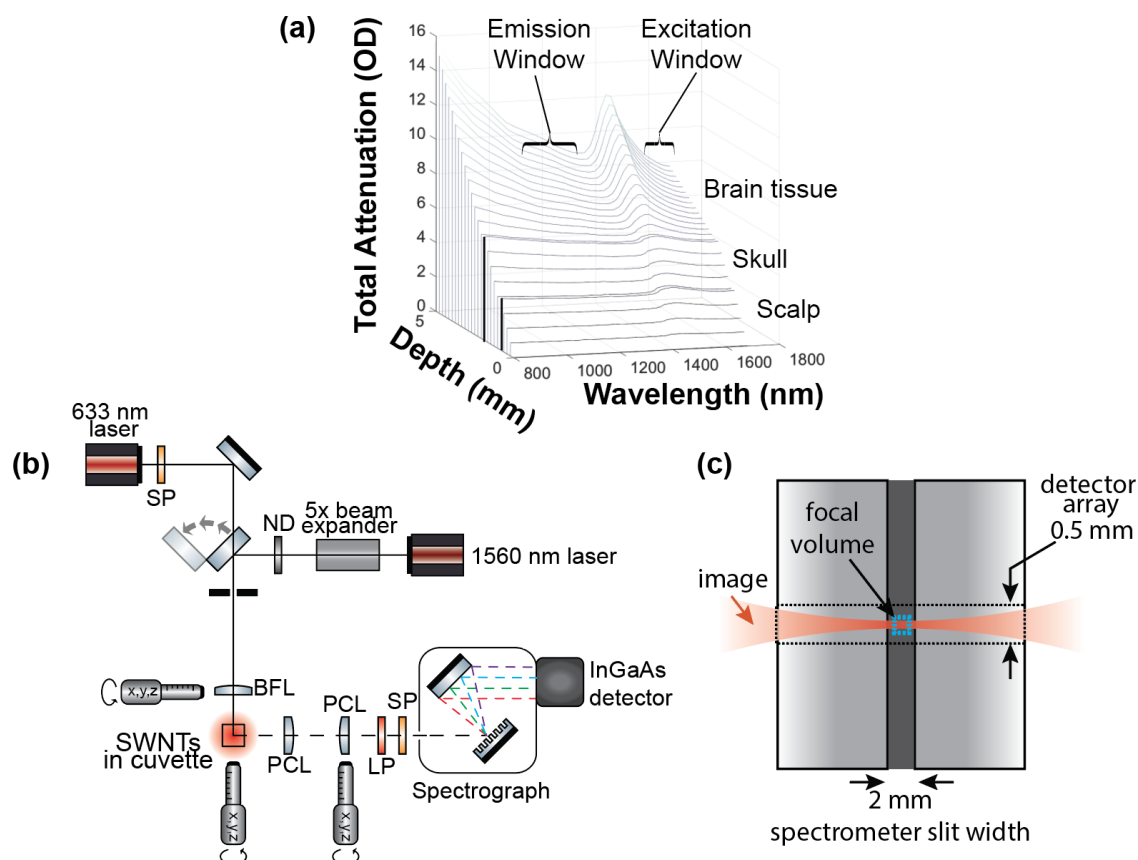 (a)
Total Attenuation (OD)
16
14
12
10
8
6
4
2
0
Emission
Window
Excitation
Window
Brain tissue
Skull
Scalp
5
0
Depth (mm)
800
1000
1200
1400
1600
1800
Wavelength (nm)
(b)
633 nm
laser
SP
ND
5x beam
expander
1560 nm laser
x,y,z
BFL
SWNTs
in cuvette
PCL
PCL
LP
SP
x,y,z
x,y,z
Spectrograph
InGaAs
detector
(c)
focal
volume
image
detector
array
0.5 mm
2 mm
spectrometer slit width